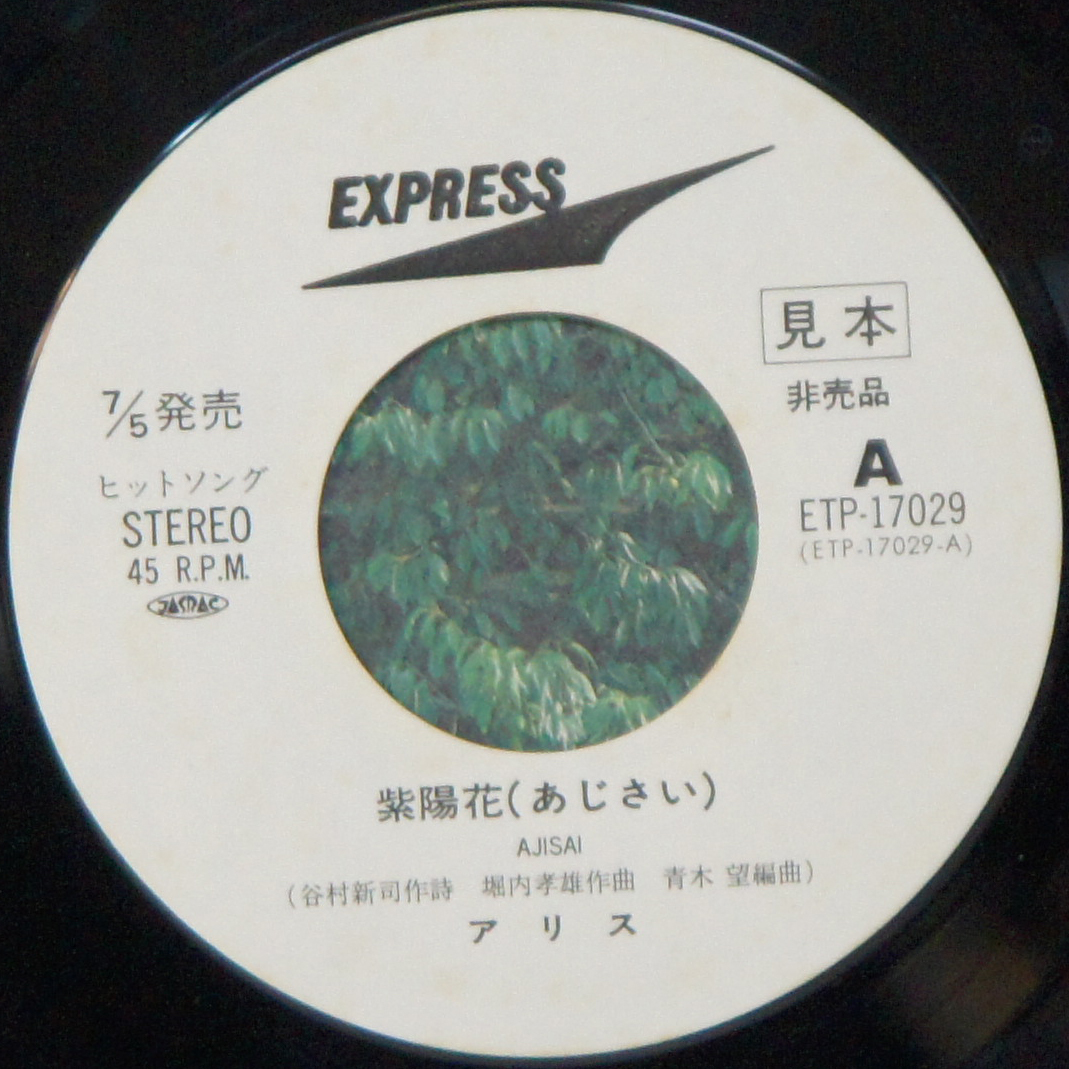 EXPRESS
見本
非売品
7/5発売
A
ヒットソング
STEREO
ETP-17029
45 R.P.M.
(ETP-17029-A)
JASRAC
紫陽花(あじさい)
AJISAI
(谷村新司作詩 堀内孝雄作曲 青木 望編曲)
アリス